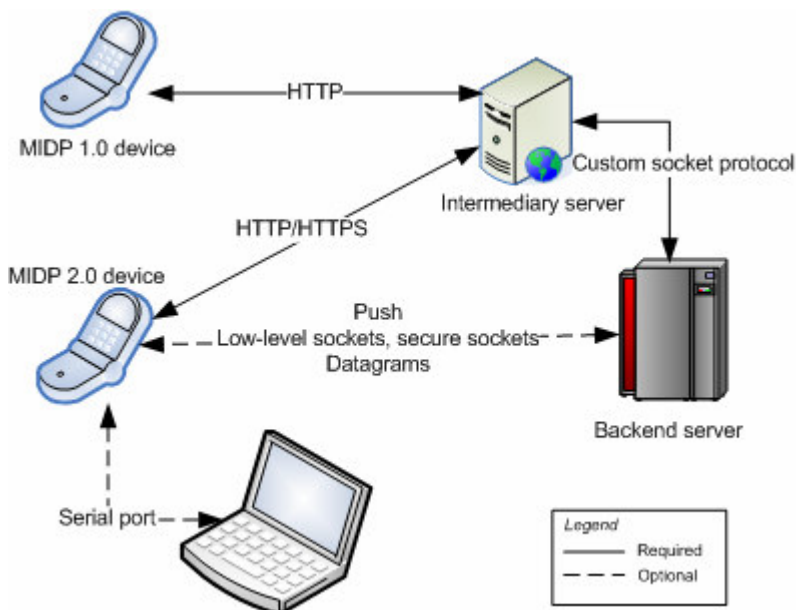 HTTP
MIDP 1.0 device
Custom socket protocol
Intermediary server
HTTP/HTTPS
MIDP 2.0 device
Push
Low-level sockets, secure sockets
Datagrams
Backend server
Serial port
Legend
Required
Optional